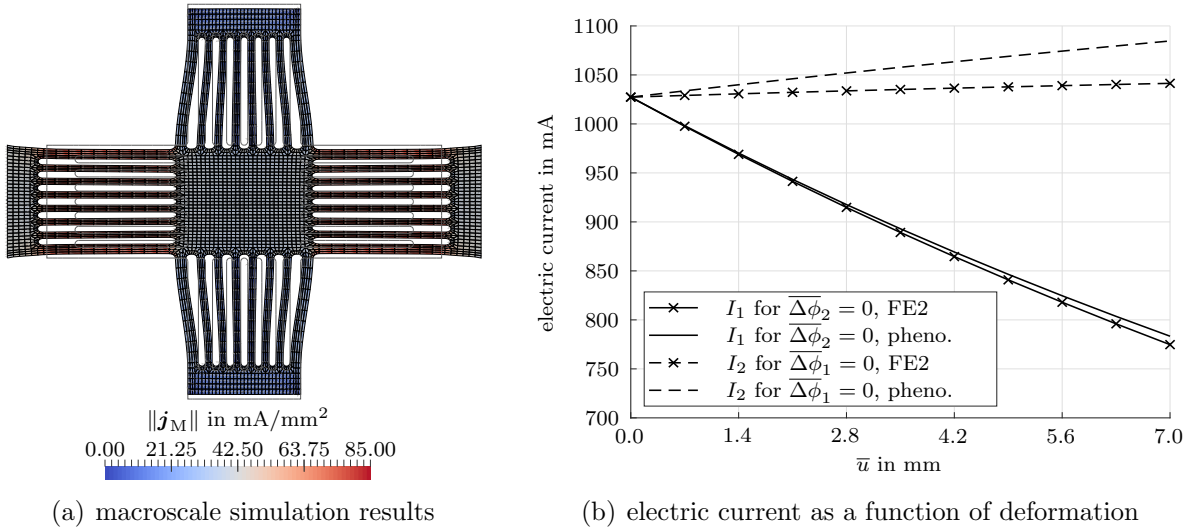 ‖j_M‖ in mA/mm²
0.00 21.25 42.50 63.75 85.00
(a) macroscale simulation results
electric current in mA
1100
1050
1000
950
900
850
800
750
700
0.0 1.4 2.8 4.2 5.6 7.0
u̅ in mm
I₁ for Δϕ̅₂ = 0, FE2
I₁ for Δϕ̅₂ = 0, pheno.
I₂ for Δϕ̅₁ = 0, FE2
I₂ for Δϕ̅₁ = 0, pheno.
(b) electric current as a function of deformation